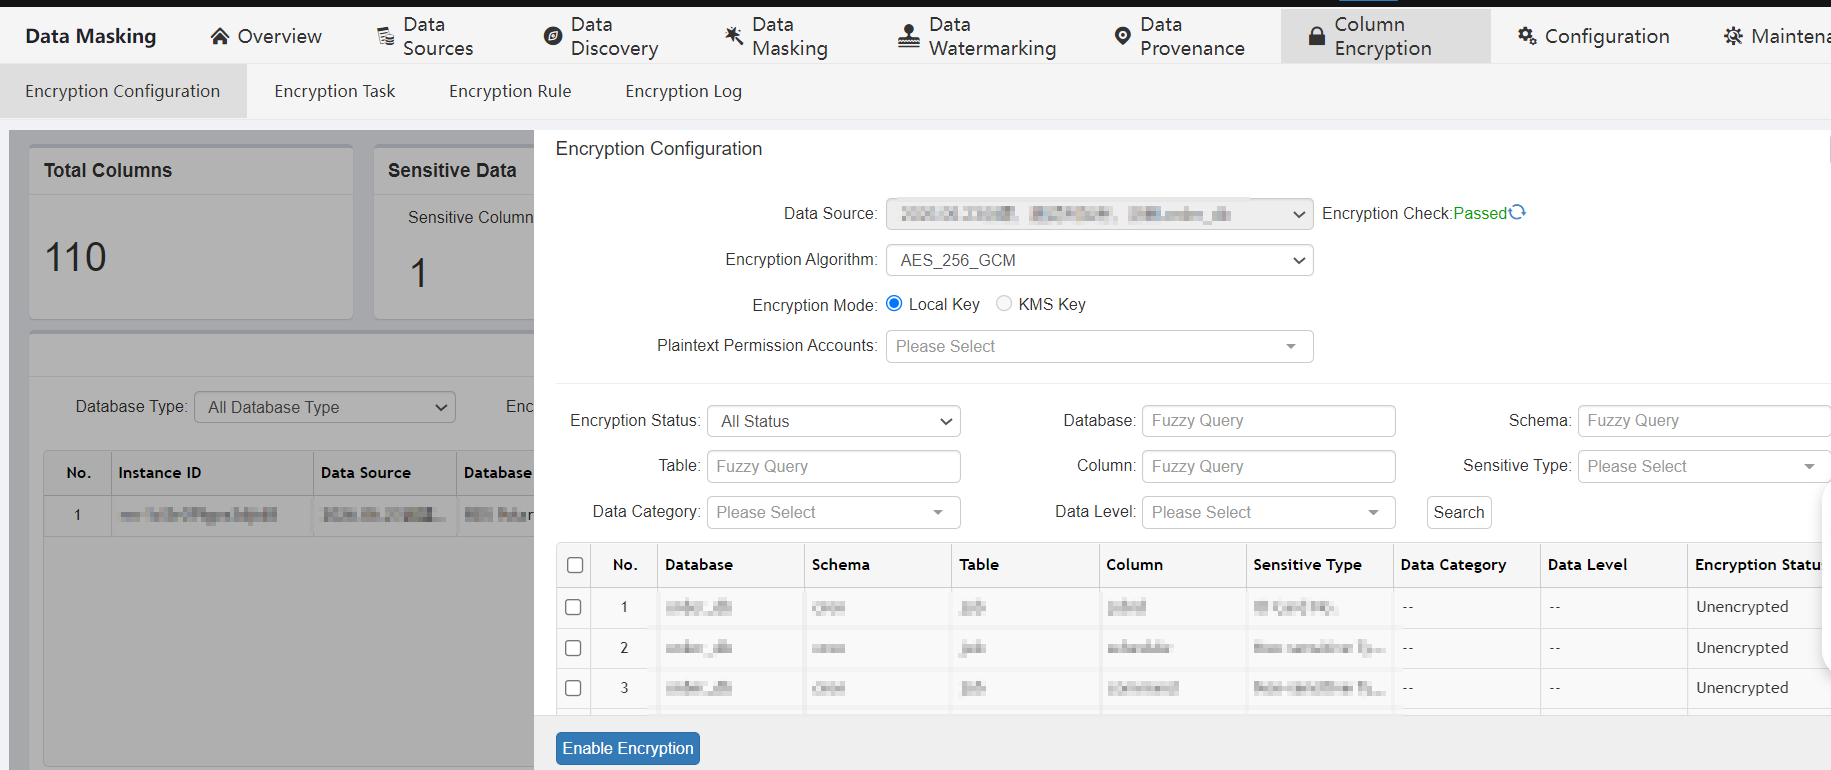 Data Masking
Overview
Data Sources
Data Discovery
Data Masking
Data Watermarking
Data Provenance
Column Encryption
Configuration
Encryption Configuration
Encryption Task
Encryption Rule
Encryption Log
Total Columns
110
Sensitive Data
Sensitive Column
1
Database Type: All Database Type
No. Instance ID Data Source Database
1
Encryption Configuration
Data Source: Encryption Check:Passed
Encryption Algorithm: AES_256_GCM
Encryption Mode: Local Key KMS Key
Plaintext Permission Accounts: Please Select
Encryption Status: All Status Database: Fuzzy Query Schema: Fuzzy Query
Table: Fuzzy Query Column: Fuzzy Query Sensitive Type: Please Select
Data Category: Please Select Data Level: Please Select Search
No. Database Schema Table Column Sensitive Type Data Category Data Level Encryption
1 -- -- Unencrypted
2 -- -- Unencrypted
3 -- -- Unencrypted
Enable Encryption